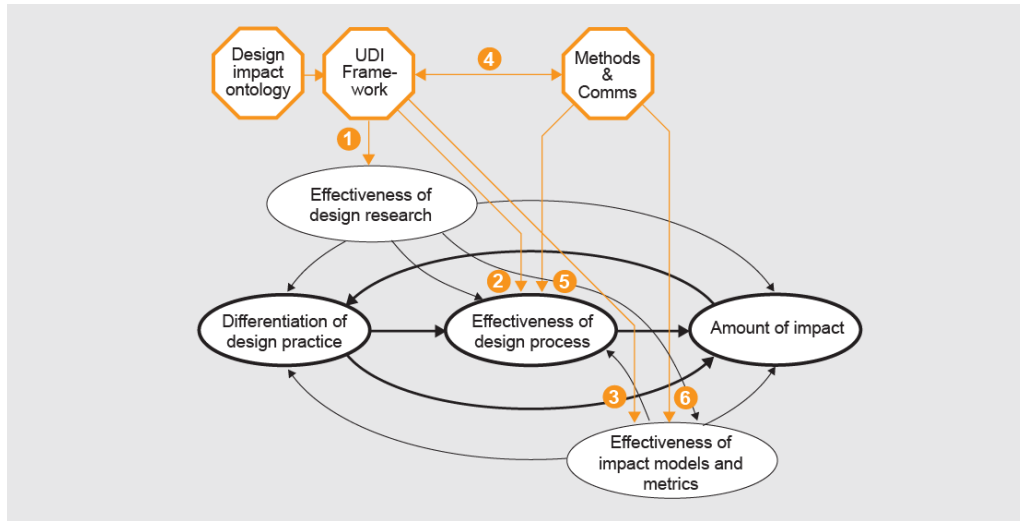 Design
impact
ontology
UDI
Frame-
work
4
Methods
&
Comms
1
Effectiveness of
design research
2
5
Differentiation of
design practice
Effectiveness of
design process
Amount of impact
3
6
Effectiveness of
impact models and
metrics